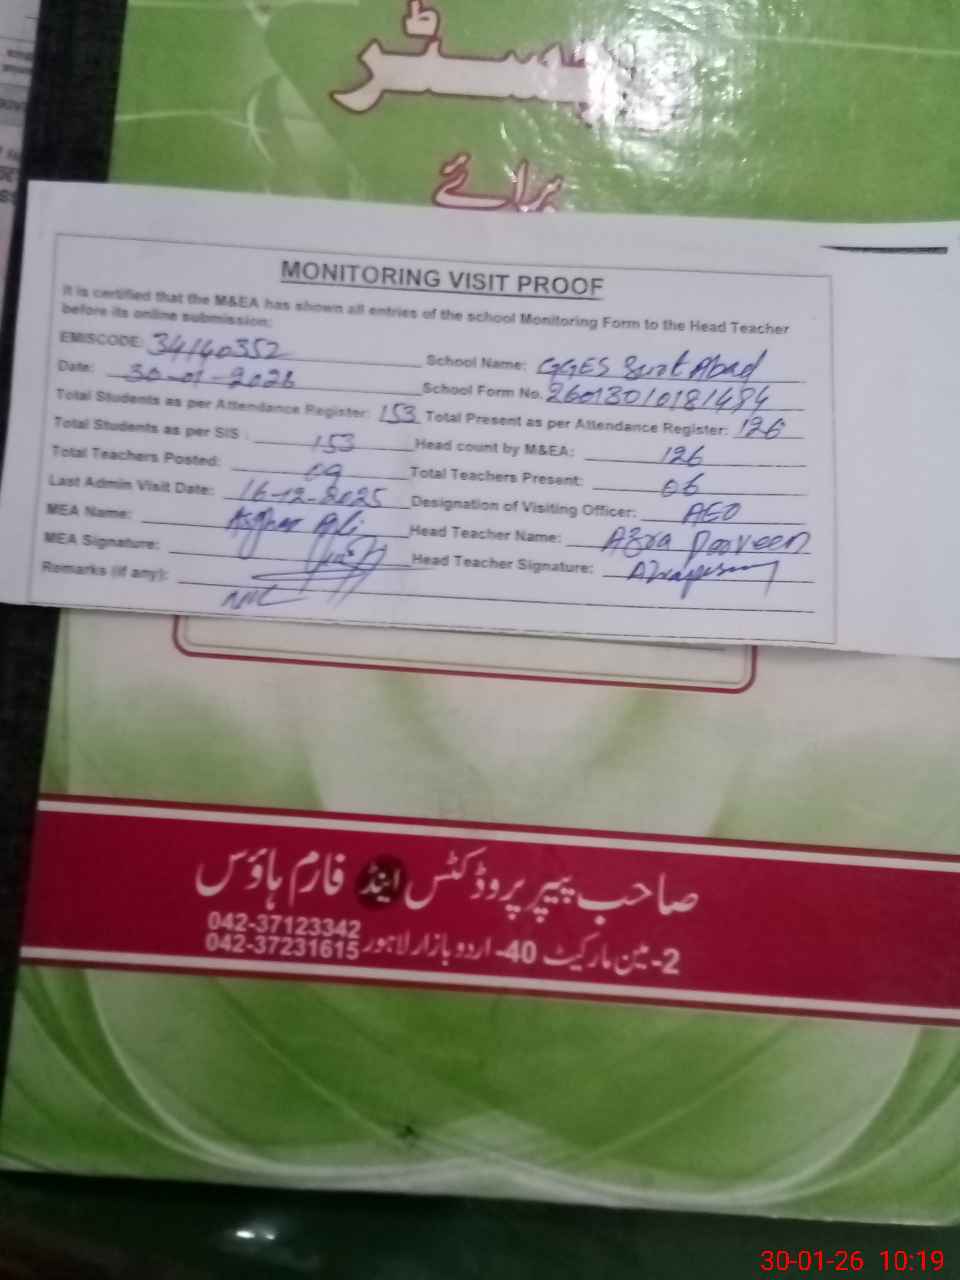 رجسٹر
برائے
MONITORING VISIT PROOF
It is certified that the M&EA has shown all entries of the school Monitoring Form to the Head Teacher
before its online submission:
EMISCODE: 34140352 School Name: GGES Surat Abad
Date: 30-01-2026 School Form No. 26013010181484
Total Students as per Attendance Register: 153 Total Present as per Attendance Register: 126
Total Students as per SIS : 153 Head count by M&EA: 126
Total Teachers Posted: 09 Total Teachers Present: 06
Last Admin Visit Date: 16-12-2025 Designation of Visiting Officer: AEO
MEA Name: Asghar Ali Head Teacher Name: Azra Parveen
MEA Signature: Head Teacher Signature:
Remarks (if any):
صاحب پیپر پروڈکٹس اینڈ فارم ہاؤس
2-مین مارکیٹ 40-اردو بازار لاہور 042-37123342
042-37231615
30-01-26 10:19